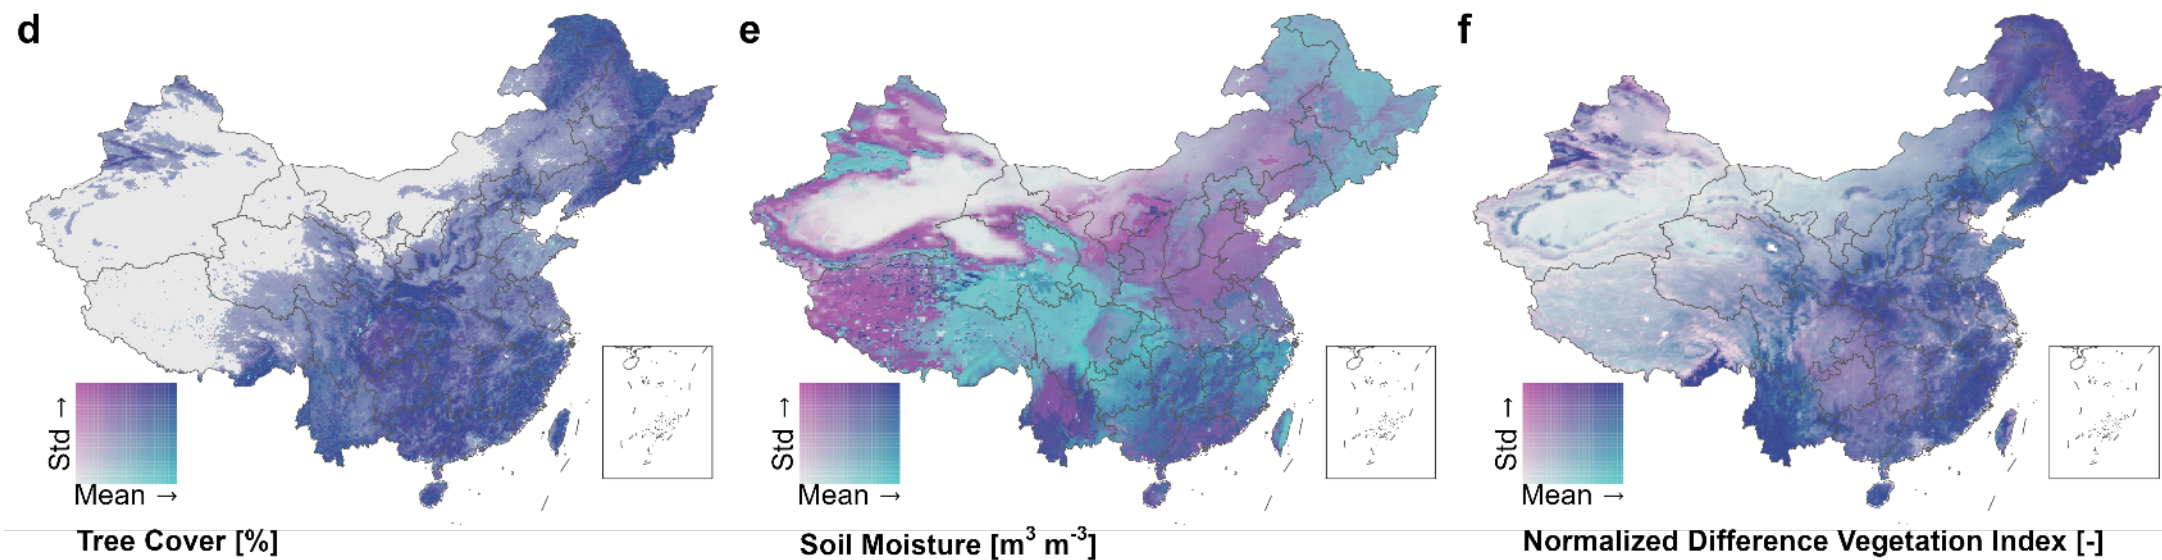 d
e
f
Std →
Mean →
Tree Cover [%]
Std →
Mean →
Soil Moisture [m³ m⁻³]
Std →
Mean →
Normalized Difference Vegetation Index [-]